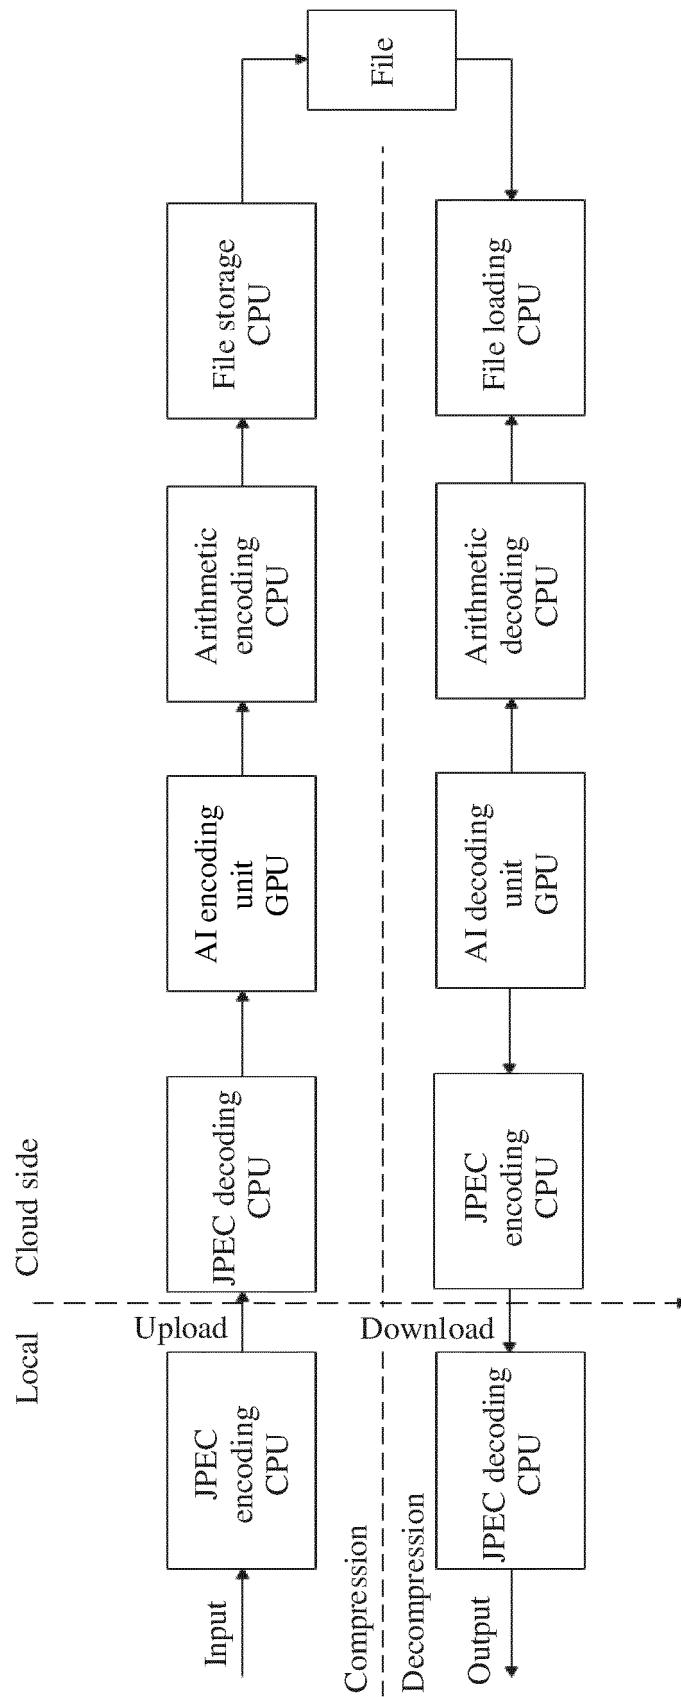 Local
Cloud side
Input
JPEC
encoding
CPU
Upload
JPEC decoding
CPU
AI encoding
unit
GPU
Arithmetic
encoding
CPU
File storage
CPU
File
Compression
Decompression
Output
JPEC decoding
CPU
Download
JPEC
encoding
CPU
AI decoding
unit
GPU
Arithmetic
decoding
CPU
File loading
CPU